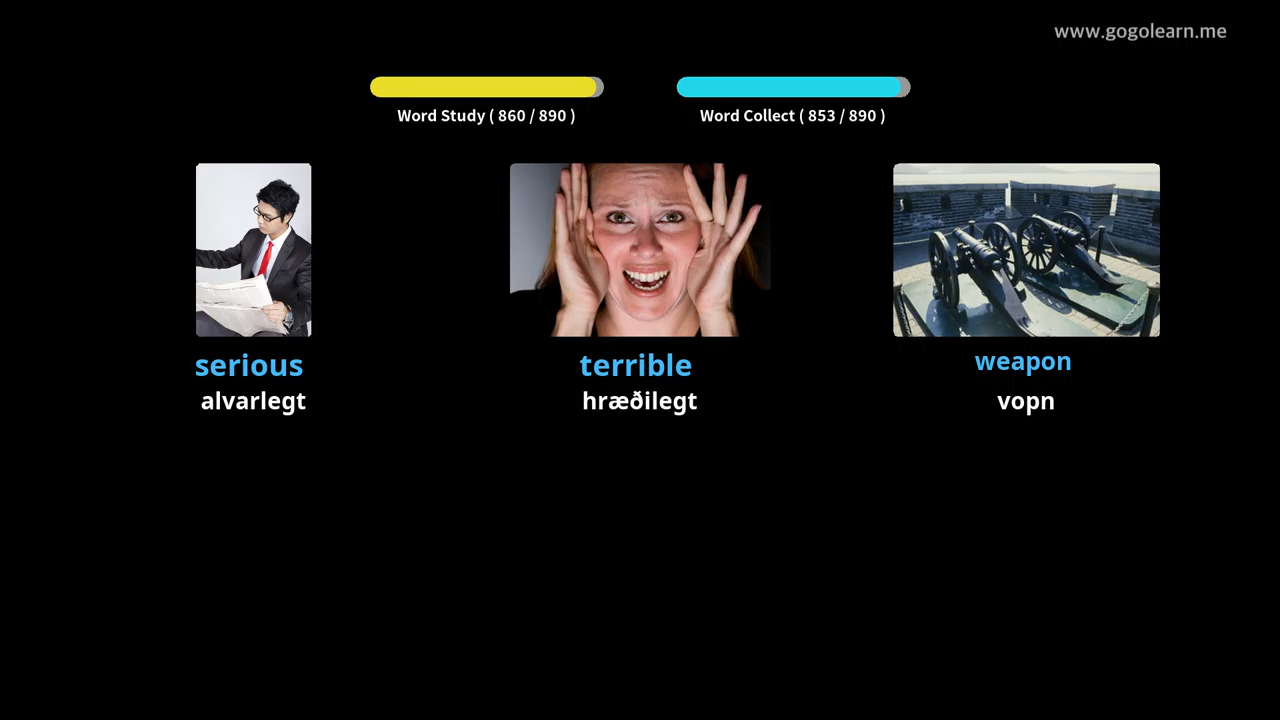 www.gogolearn.me
Word Study ( 860 / 890 )
Word Collect ( 853 / 890 )
serious
alvarlegt
terrible
hræðilegt
weapon
vopn